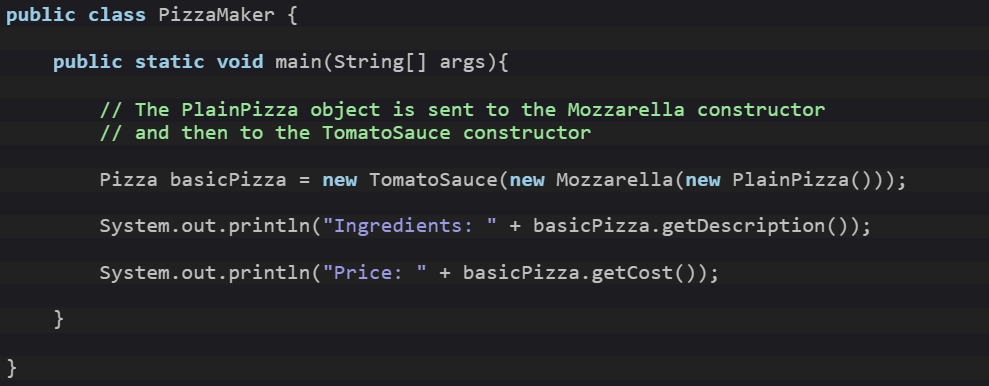 public class PizzaMaker {
public static void main(String[] args){
// The PlainPizza object is sent to the Mozzarella constructor
// and then to the TomatoSauce constructor
Pizza basicPizza = new TomatoSauce(new Mozzarella(new PlainPizza()));
System.out.println("Ingredients: " + basicPizza.getDescription());
System.out.println("Price: " + basicPizza.getCost());
}
}